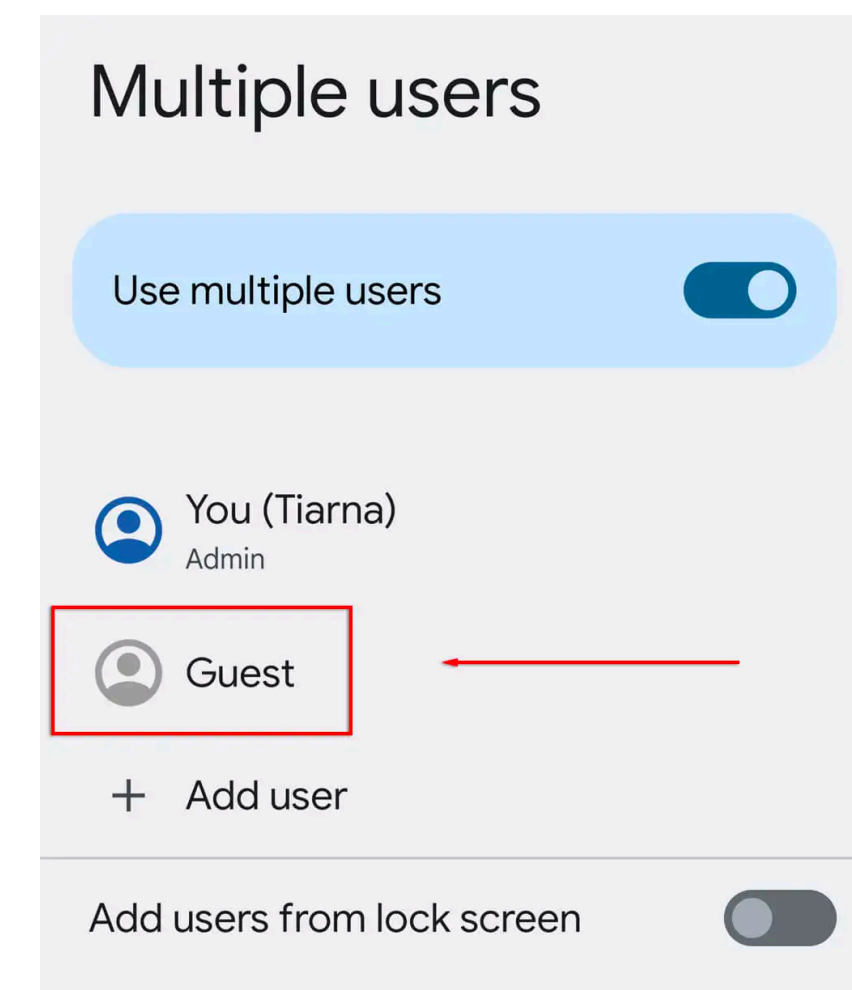 Multiple users
Use multiple users
You (Tiarna)
Admin
Guest
+ Add user
Add users from lock screen